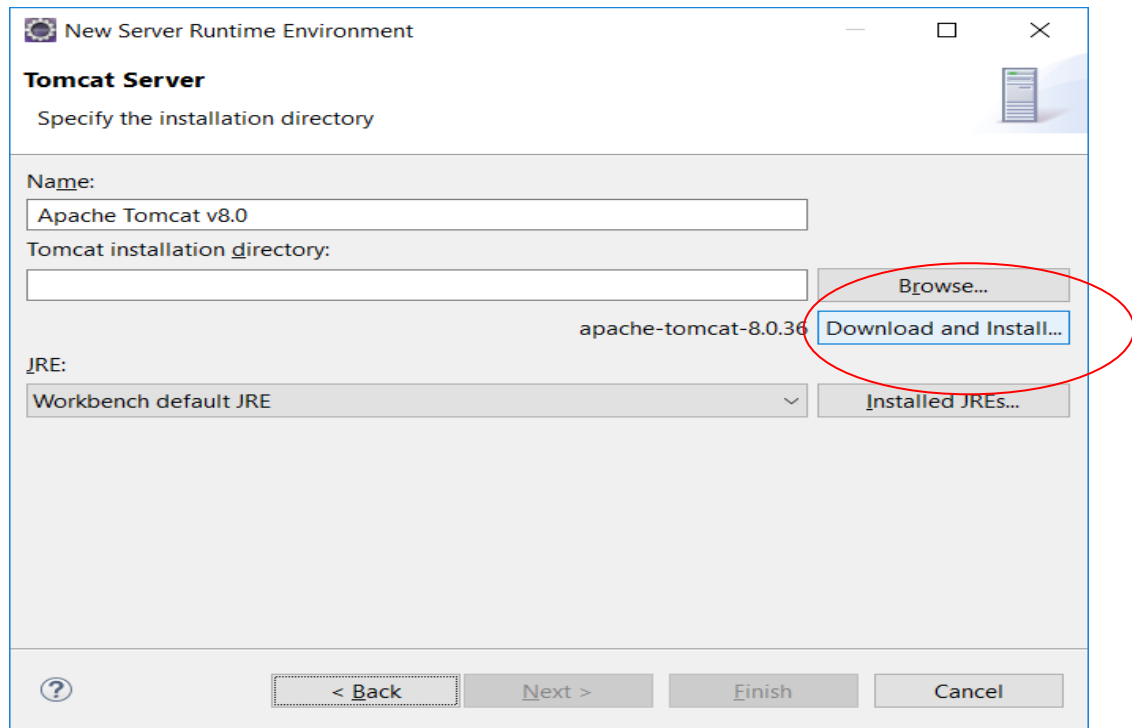 New Server Runtime Environment
Tomcat Server
Specify the installation directory
Name:
Apache Tomcat v8.0
Tomcat installation directory:
Browse...
apache-tomcat-8.0.36 Download and Install...
JRE:
Workbench default JRE Installed JREs...
? < Back Next > Finish Cancel